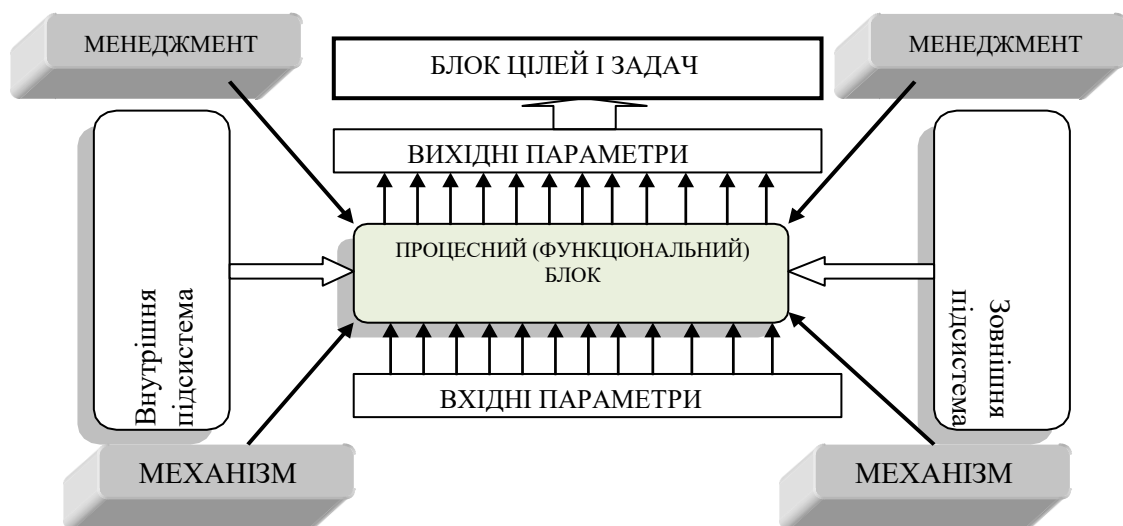 МЕНЕДЖМЕНТ
МЕНЕДЖМЕНТ
БЛОК ЦІЛЕЙ І ЗАДАЧ
ВИХІДНІ ПАРАМЕТРИ
ПРОЦЕСНИЙ (ФУНКЦІОНАЛЬНИЙ)
БЛОК
Внутрішня
підсистема
Зовнішня
підсистема
ВХІДНІ ПАРАМЕТРИ
МЕХАНІЗМ
МЕХАНІЗМ